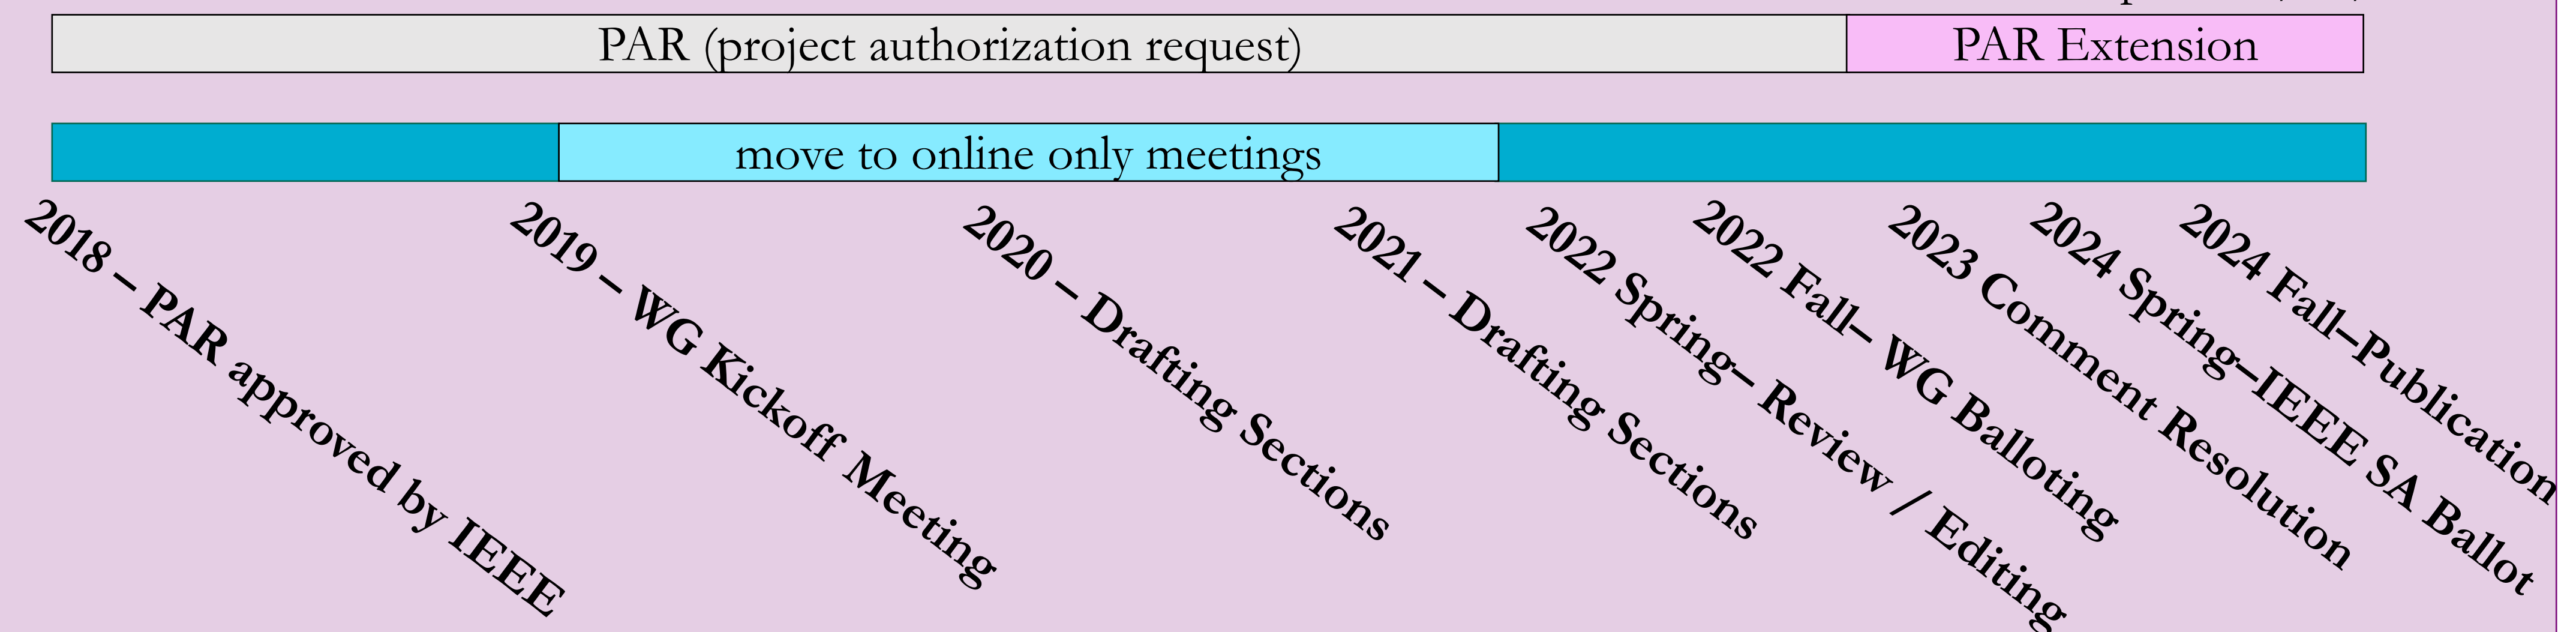 PAR (project authorization request)
PAR Extension
move to online only meetings
2018 – PAR approved by IEEE
2019 – WG Kickoff Meeting
2020 – Drafting Sections
2021 – Drafting Sections
2022 Spring– Review / Editing
2022 Fall– WG Balloting
2023 Comment Resolution
2024 Spring–IEEE SA Ballot
2024 Fall–Publication